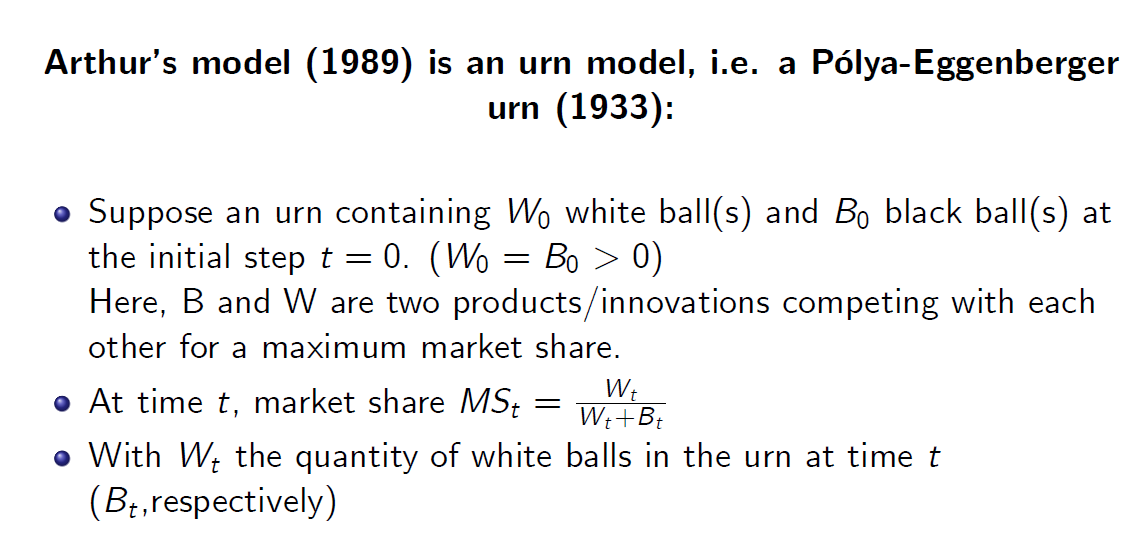 Arthur's model (1989) is an urn model, i.e. a Pólya-Eggenberger
urn (1933):
Suppose an urn containing W₀ white ball(s) and B₀ black ball(s) at
the initial step t = 0. (W₀ = B₀ > 0)
Here, B and W are two products/innovations competing with each
other for a maximum market share.
At time t, market share MSₜ = Wₜ / Wₜ+Bₜ
With Wₜ the quantity of white balls in the urn at time t
(Bₜ,respectively)